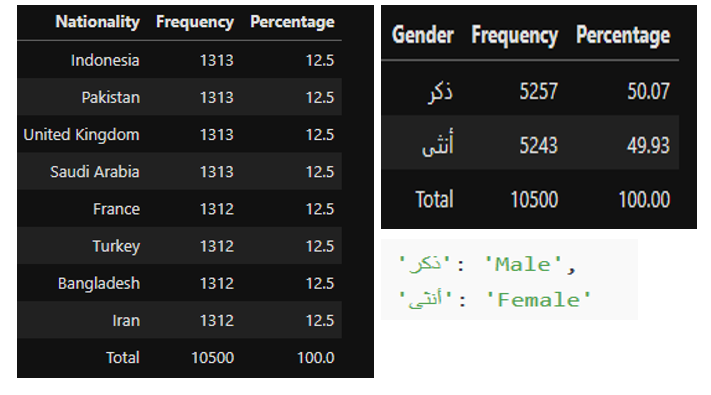 Nationality Frequency Percentage
Indonesia 1313 12.5
Pakistan 1313 12.5
United Kingdom 1313 12.5
Saudi Arabia 1313 12.5
France 1312 12.5
Turkey 1312 12.5
Bangladesh 1312 12.5
Iran 1312 12.5
Total 10500 100.0
Gender Frequency Percentage
ذكر 5257 50.07
أنثى 5243 49.93
Total 10500 100.00
'ذكر': 'Male',
'أنثى': 'Female'